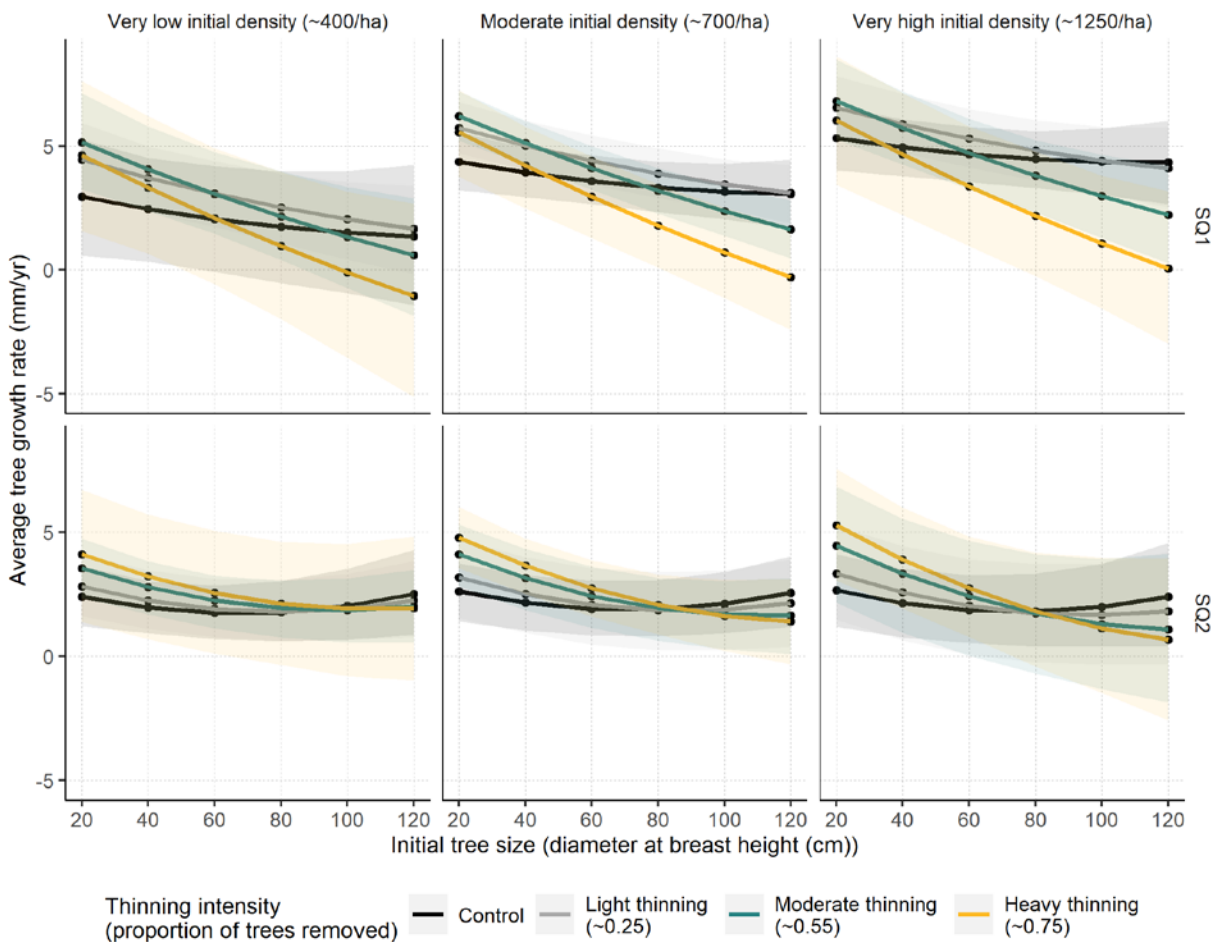 Very low initial density (~400/ha)
Moderate initial density (~700/ha)
Very high initial density (~1250/ha)
Average tree growth rate (mm/yr)
5
0
-5
SQ1
5
0
-5
SQ2
20 40 60 80 100 120
20 40 60 80 100 120
20 40 60 80 100 120
Initial tree size (diameter at breast height (cm))
Thinning intensity
(proportion of trees removed)
Control
Light thinning
(~0.25)
Moderate thinning
(~0.55)
Heavy thinning
(~0.75)